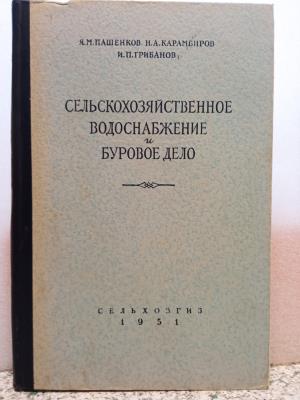 Я.М.ПАШЕНКОВ, Н.А.КАРАМБИРОВ
И.П.ГРИБАНОВ
СЕЛЬСКОХОЗЯЙСТВЕННОЕ
ВОДОСНАБЖЕНИЕ
и
БУРОВОЕ ДЕЛО
СЕЛЬХОЗГИЗ
1951